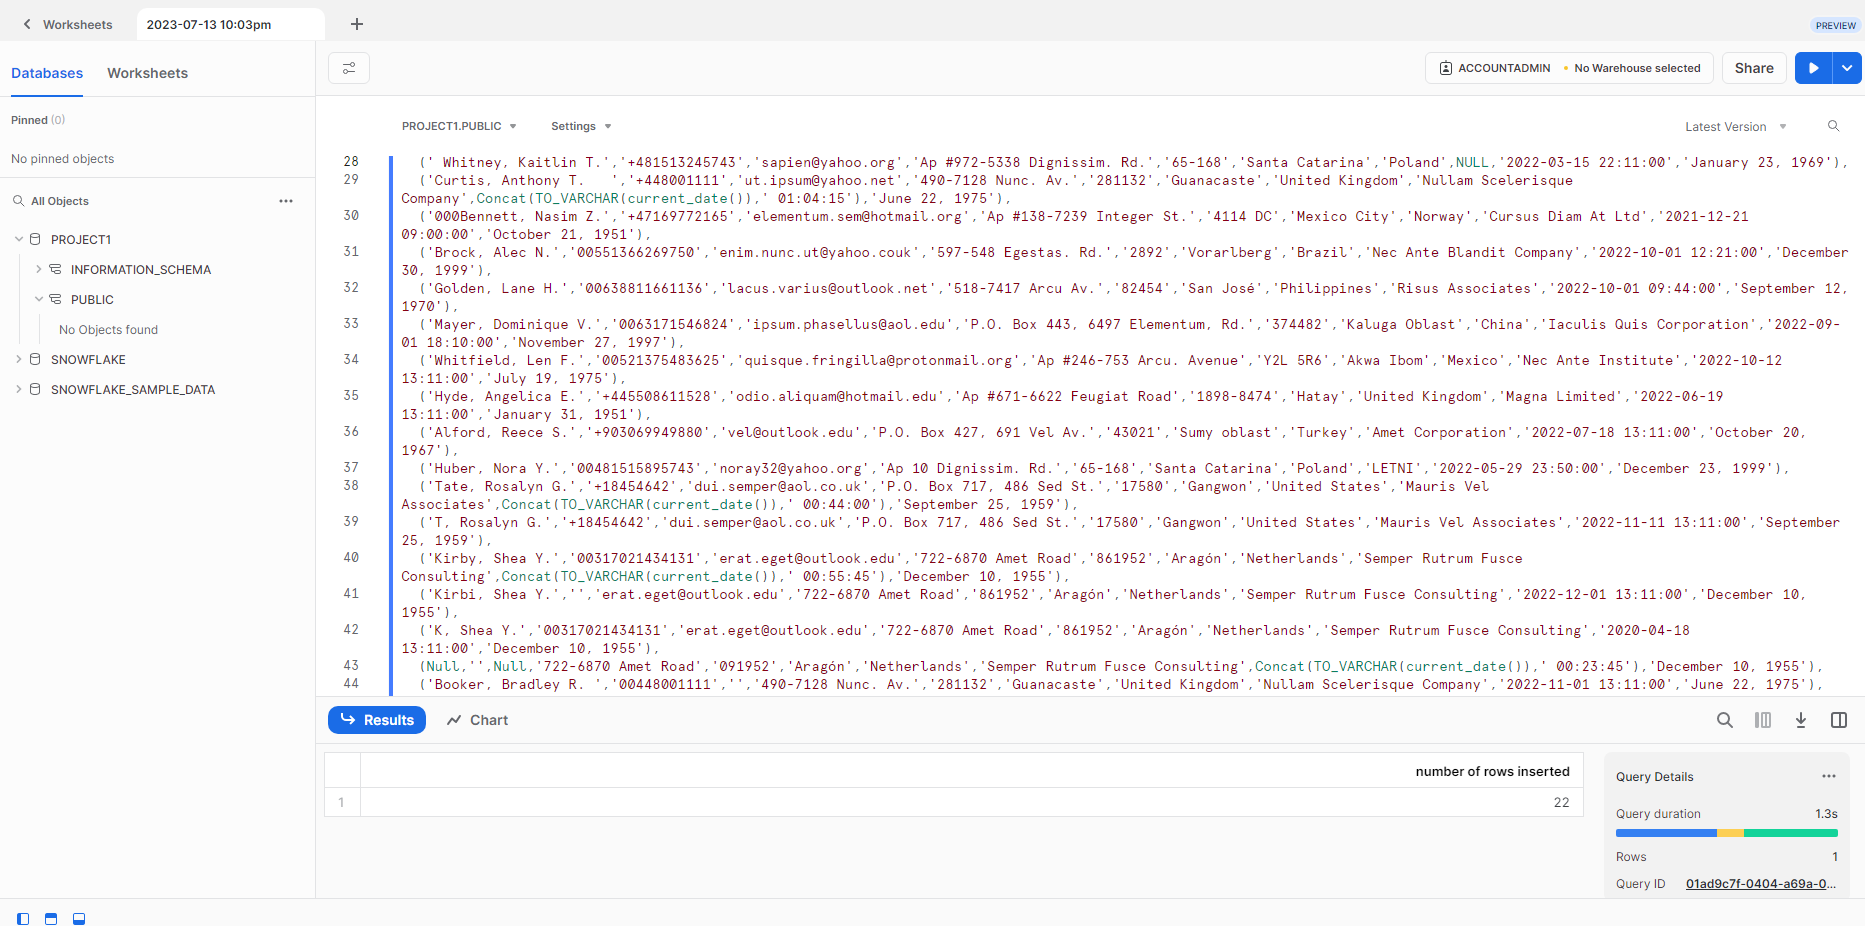 Worksheets
2023-07-13 10:03pm
PREVIEW
Databases
Worksheets
ACCOUNTADMIN
No Warehouse selected
Share
Pinned (0)
No pinned objects
All Objects
PROJECT1
INFORMATION_SCHEMA
PUBLIC
No Objects found
SNOWFLAKE
SNOWFLAKE_SAMPLE_DATA
PROJECT1.PUBLIC
Settings
Latest Version
28 (' Whitney, Kaitlin T.','+481513245743','sapien@yahoo.org','Ap #972-5338 Dignissim. Rd.','65-168','Santa Catarina','Poland',NULL,'2022-03-15 22:11:00','January 23, 1969'),
29 ('Curtis, Anthony T.   ','+448001111','ut.ipsum@yahoo.net','490-7128 Nunc. Av.','281132','Guanacaste','United Kingdom','Nullam Scelerisque
Company',Concat(TO_VARCHAR(current_date()),' 01:04:15'),'June 22, 1975'),
30 ('000Bennett, Nasim Z.','+47169772165','elementum.sem@hotmail.org','Ap #138-7239 Integer St.','4114 DC','Mexico City','Norway','Cursus Diam At Ltd','2021-12-21
09:00:00','October 21, 1951'),
31 ('Brock, Alec N.','00551366269750','enim.nunc.ut@yahoo.couk','597-548 Egestas. Rd.','2892','Vorarlberg','Brazil','Nec Ante Blandit Company','2022-10-01 12:21:00','December
30, 1999'),
32 ('Golden, Lane H.','00638811661136','lacus.varius@outlook.net','518-7417 Arcu Av.','82454','San José','Philippines','Risus Associates','2022-10-01 09:44:00','September 12,
1970'),
33 ('Mayer, Dominique V.','0063171546824','ipsum.phasellus@aol.edu','P.O. Box 443, 6497 Elementum, Rd.','374482','Kaluga Oblast','China','Iaculis Quis Corporation','2022-09-
01 18:10:00','November 27, 1997'),
34 ('Whitfield, Len F.','00521375483625','quisque.fringilla@protonmail.org','Ap #246-753 Arcu. Avenue','Y2L 5R6','Akwa Ibom','Mexico','Nec Ante Institute','2022-10-12
13:11:00','July 19, 1975'),
35 ('Hyde, Angelica E.','+445508611528','odio.aliquam@hotmail.edu','Ap #671-6622 Feugiat Road','1898-8474','Hatay','United Kingdom','Magna Limited','2022-06-19
13:11:00','January 31, 1951'),
36 ('Alford, Reece S.','+903069949880','vel@outlook.edu','P.O. Box 427, 691 Vel Av.','43021','Sumy oblast','Turkey','Amet Corporation','2022-07-18 13:11:00','October 20,
1967'),
37 ('Huber, Nora Y.','00481515895743','noray32@yahoo.org','Ap 10 Dignissim. Rd.','65-168','Santa Catarina','Poland','LETNI','2022-05-29 23:50:00','December 23, 1999'),
38 ('Tate, Rosalyn G.','+18454642','dui.semper@aol.co.uk','P.O. Box 717, 486 Sed St.','17580','Gangwon','United States','Mauris Vel
Associates',Concat(TO_VARCHAR(current_date()),' 00:44:00'),'September 25, 1959'),
39 ('T, Rosalyn G.','+18454642','dui.semper@aol.co.uk','P.O. Box 717, 486 Sed St.','17580','Gangwon','United States','Mauris Vel Associates','2022-11-11 13:11:00','September
25, 1959'),
40 ('Kirby, Shea Y.','00317021434131','erat.eget@outlook.edu','722-6870 Amet Road','861952','Aragón','Netherlands','Semper Rutrum Fusce
Consulting',Concat(TO_VARCHAR(current_date()),' 00:55:45'),'December 10, 1955'),
41 ('Kirbi, Shea Y.','','erat.eget@outlook.edu','722-6870 Amet Road','861952','Aragón','Netherlands','Semper Rutrum Fusce Consulting','2022-12-01 13:11:00','December 10,
1955'),
42 ('K, Shea Y.','00317021434131','erat.eget@outlook.edu','722-6870 Amet Road','861952','Aragón','Netherlands','Semper Rutrum Fusce Consulting','2020-04-18
13:11:00','December 10, 1955'),
43 (Null,'',Null,'722-6870 Amet Road','091952','Aragón','Netherlands','Semper Rutrum Fusce Consulting',Concat(TO_VARCHAR(current_date()),' 00:23:45'),'December 10, 1955'),
44 ('Booker, Bradley R. ','00448001111','','490-7128 Nunc. Av.','281132','Guanacaste','United Kingdom','Nullam Scelerisque Company','2022-11-01 13:11:00','June 22, 1975'),
Results
Chart
number of rows inserted
1 22
Query Details
Query duration 1.3s
Rows 1
Query ID 01ad9c7f-0404-a69a-0...